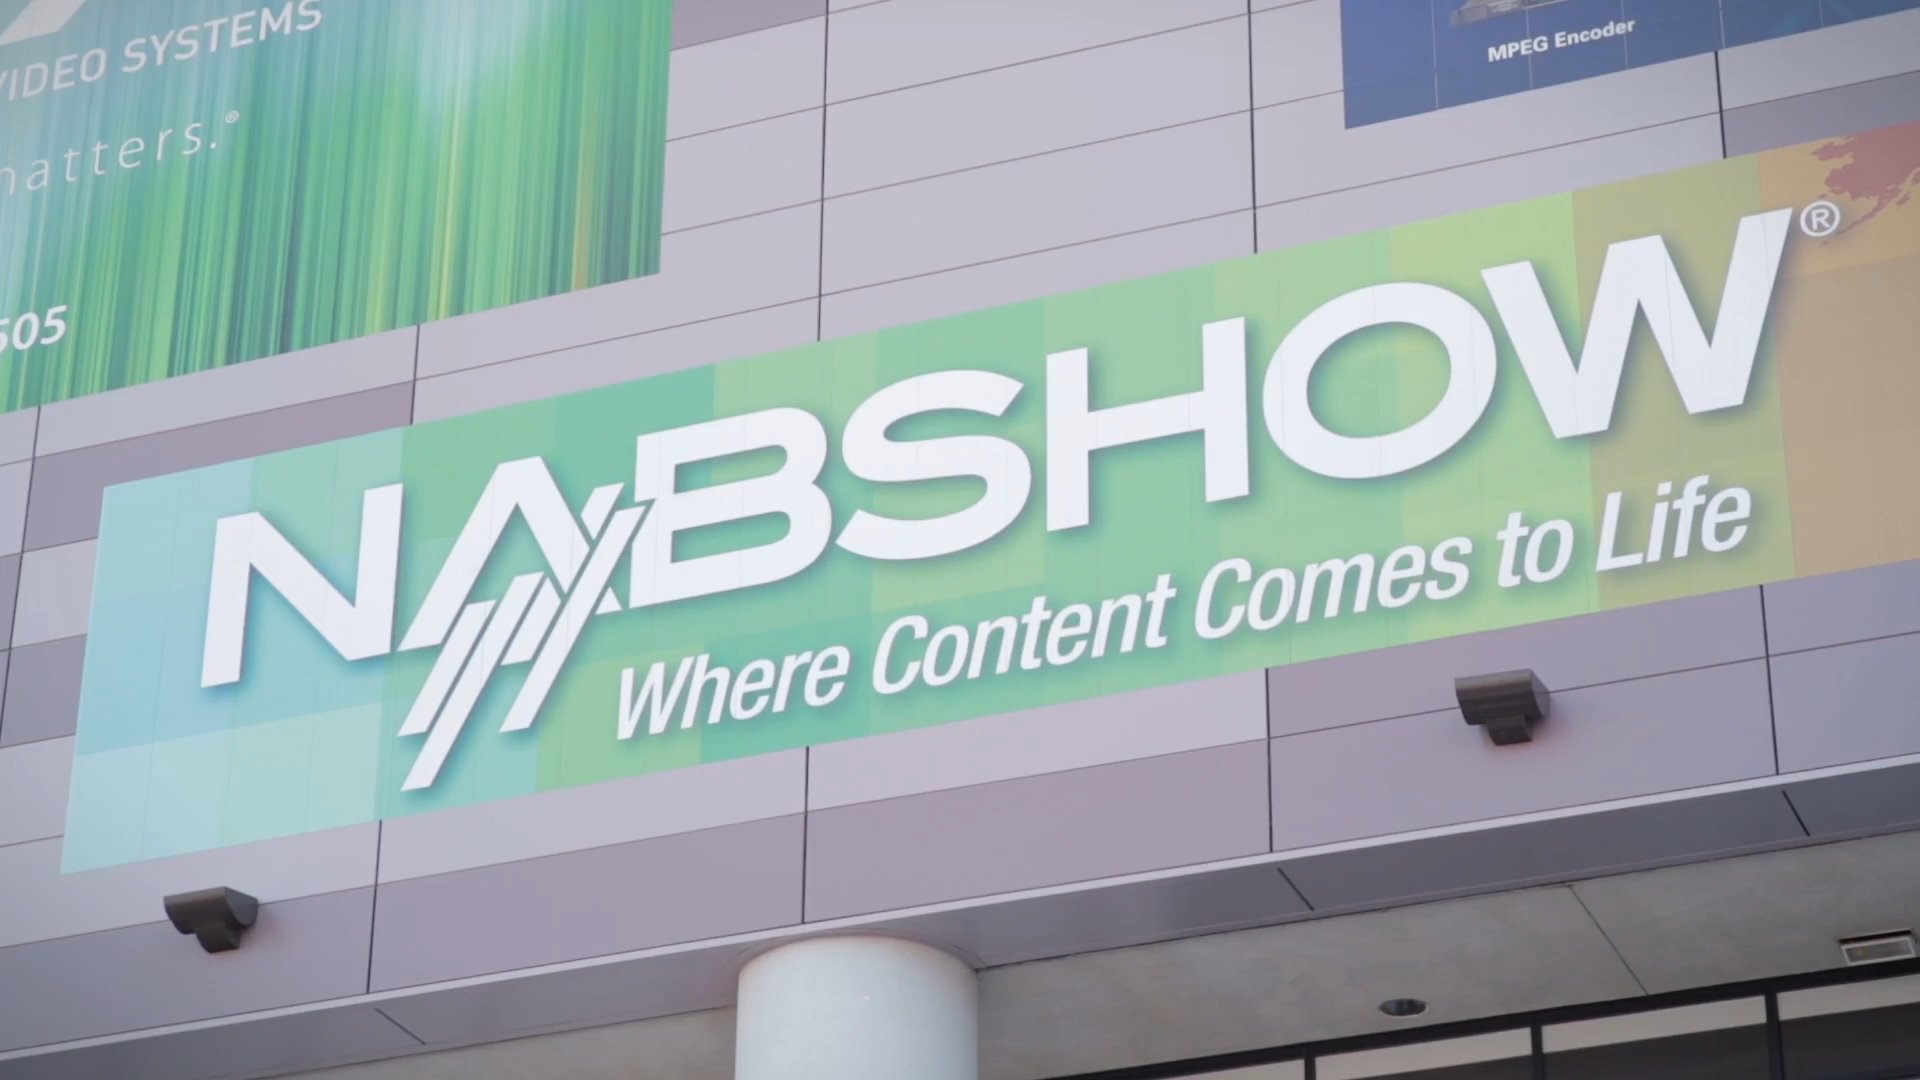 VIDEO SYSTEMS
matters.®
505
MPEG Encoder
NABSHOW®
Where Content Comes to Life